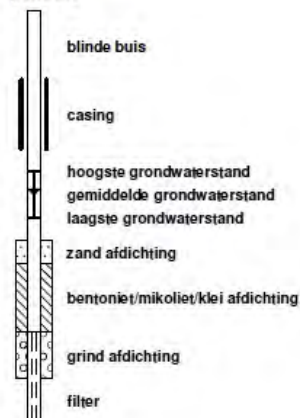 blinde buis
casing
hoogste grondwaterstand
gemiddelde grondwaterstand
laagste grondwaterstand
zand afdichting
bentoniet/mikoliet/klei afdichting
grind afdichting
filter